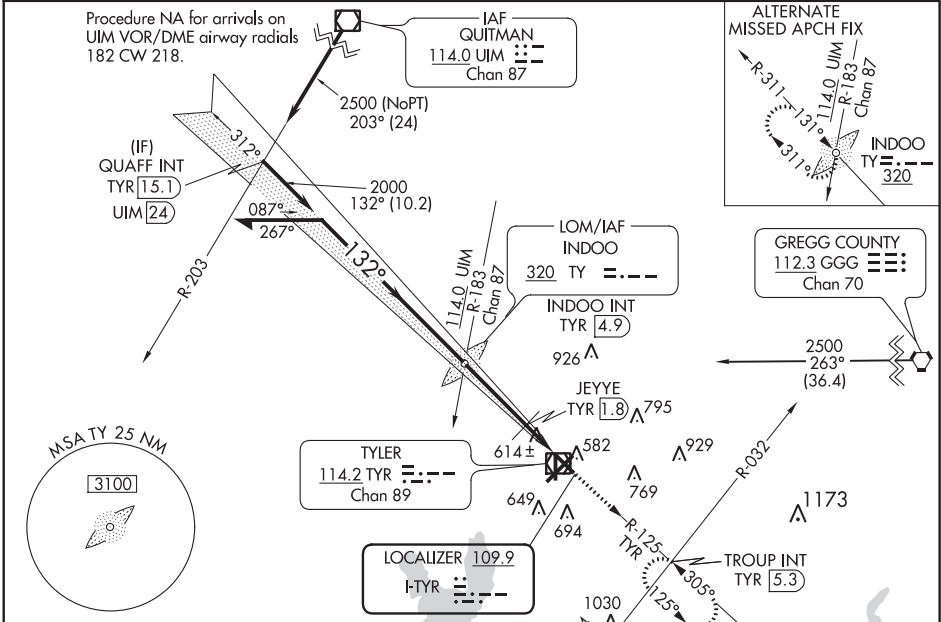 Procedure NA for arrivals on
UIM VOR/DME airway radials
182 CW 218.
IAF
QUITMAN
114.0 UIM
Chan 87
2500 (NoPT)
203° (24)
ALTERNATE
MISSED APCH FIX
R-311
131°
311°
114.0 UIM
R-183
Chan 87
INDOO
TY
320
312°
(IF)
QUAFF INT
TYR 15.1
UIM 24
2000
132° (10.2)
087°
267°
132°
R-203
114.0 UIM
R-183
Chan 87
LOM/IAF
INDOO
320 TY
INDOO INT
TYR 4.9
926
GREGG COUNTY
112.3 GGG
Chan 70
2500
263°
(36.4)
JEYYE
TYR 1.8
795
614±
582
929
769
R-032
1173
649
694
MSA TY 25 NM
3100
TYLER
114.2 TYR
Chan 89
LOCALIZER 109.9
I-TYR
R-125
TYR
TROUP INT
TYR 5.3
305°
125°
1030